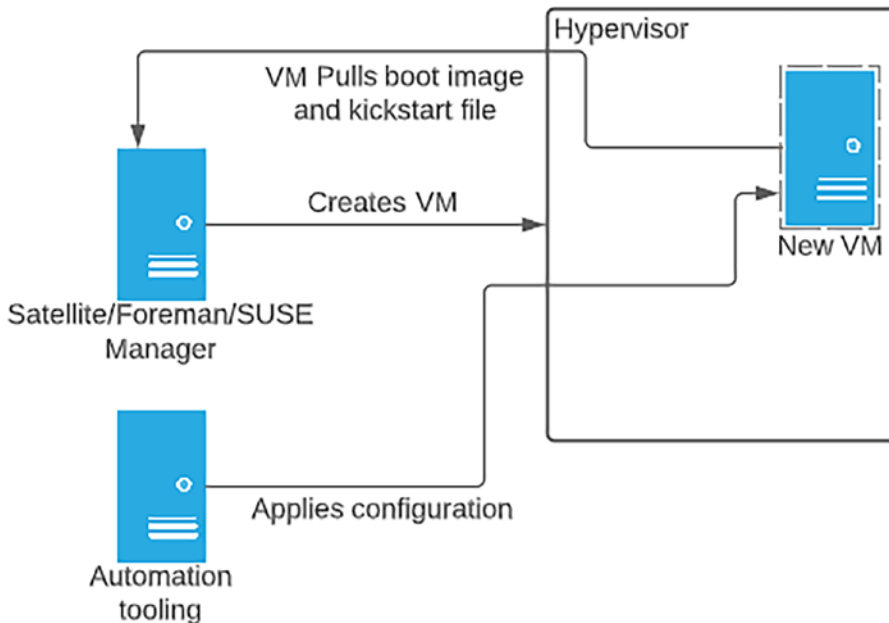 Hypervisor
VM Pulls boot image
and kickstart file
Creates VM
New VM
Satellite/Foreman/SUSE
Manager
Applies configuration
Automation
tooling